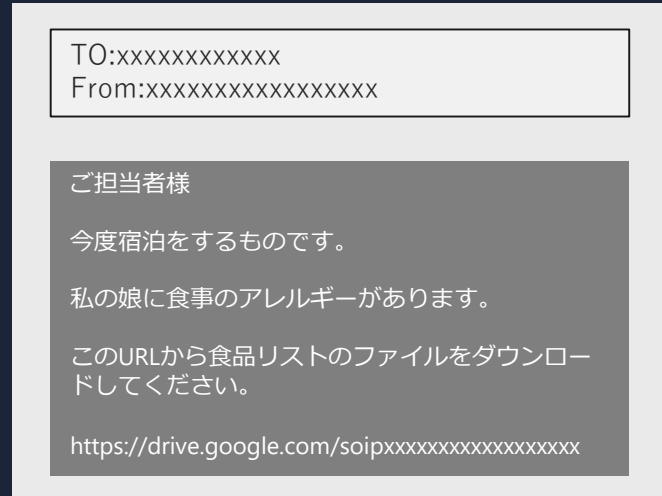 TO:xxxxxxxxxxxx
From:xxxxxxxxxxxxxxxxx
ご担当者様
今度宿泊をするものです。
私の娘に食事のアレルギーがあります。
このURLから食品リストのファイルをダウンロー
ドしてください。
https://drive.google.com/soipxxxxxxxxxxxxxxxxxx